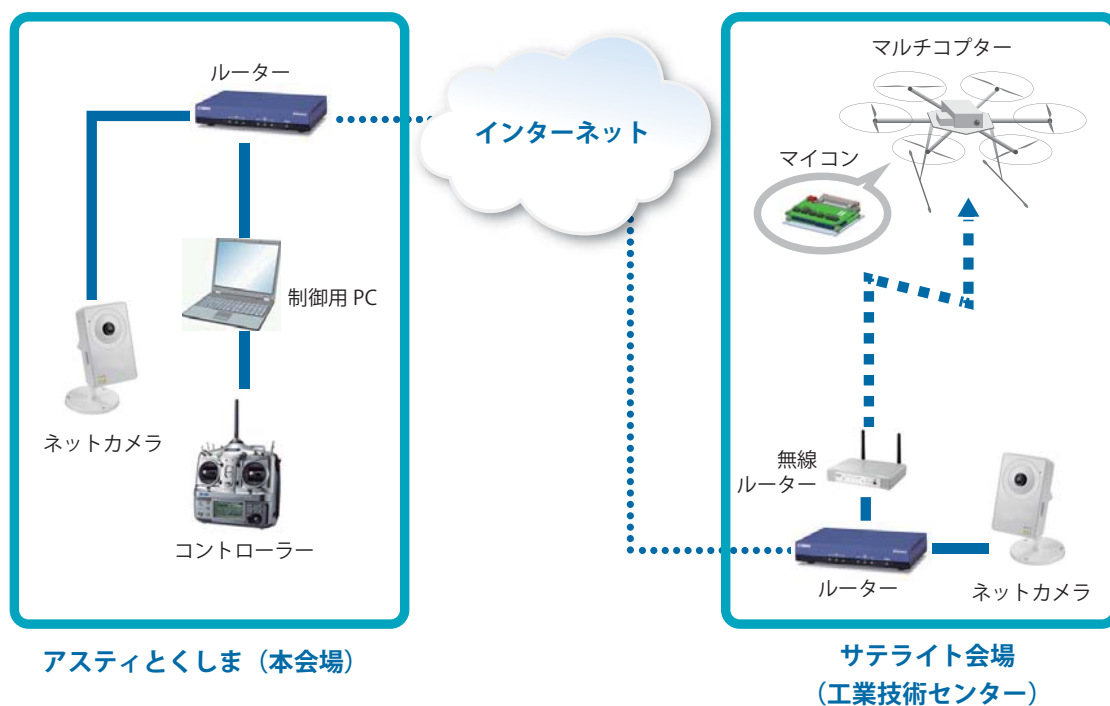 ルーター
インターネット
制御用 PC
ネットカメラ
コントローラー
アスティとくしま（本会場）
マルチコプター
マイコン
無線
ルーター
ルーター
ネットカメラ
サテライト会場
（工業技術センター）